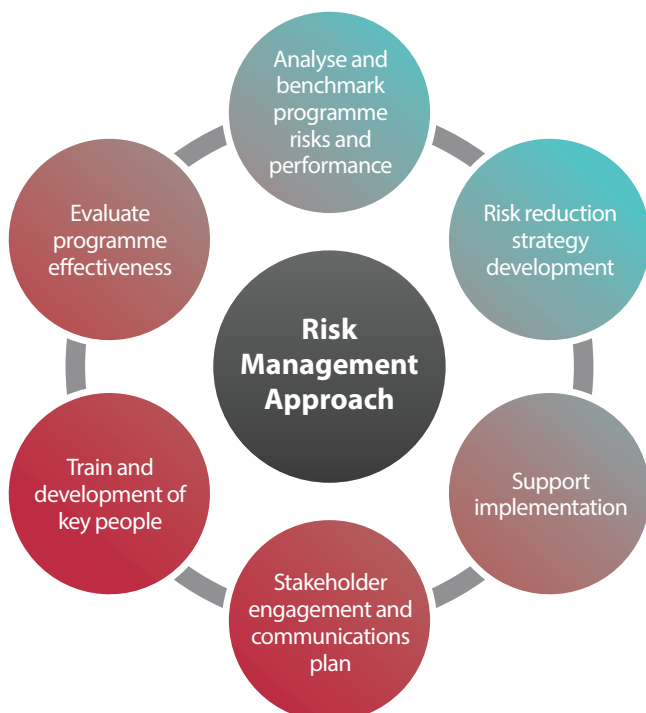 Analyse and
benchmark
programme
risks and
performance
Risk reduction
strategy
development
Support
implementation
Stakeholder
engagement and
communications
plan
Train and
development of
key people
Evaluate
programme
effectiveness
Risk
Management
Approach